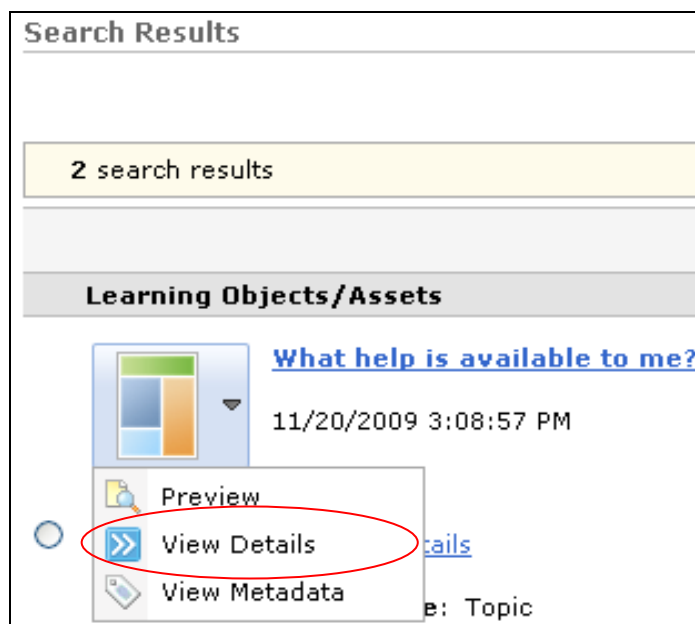 Search Results
2 search results
Learning Objects/Assets
What help is available to me?
11/20/2009 3:08:57 PM
Preview
View Details
View Metadata
Topic